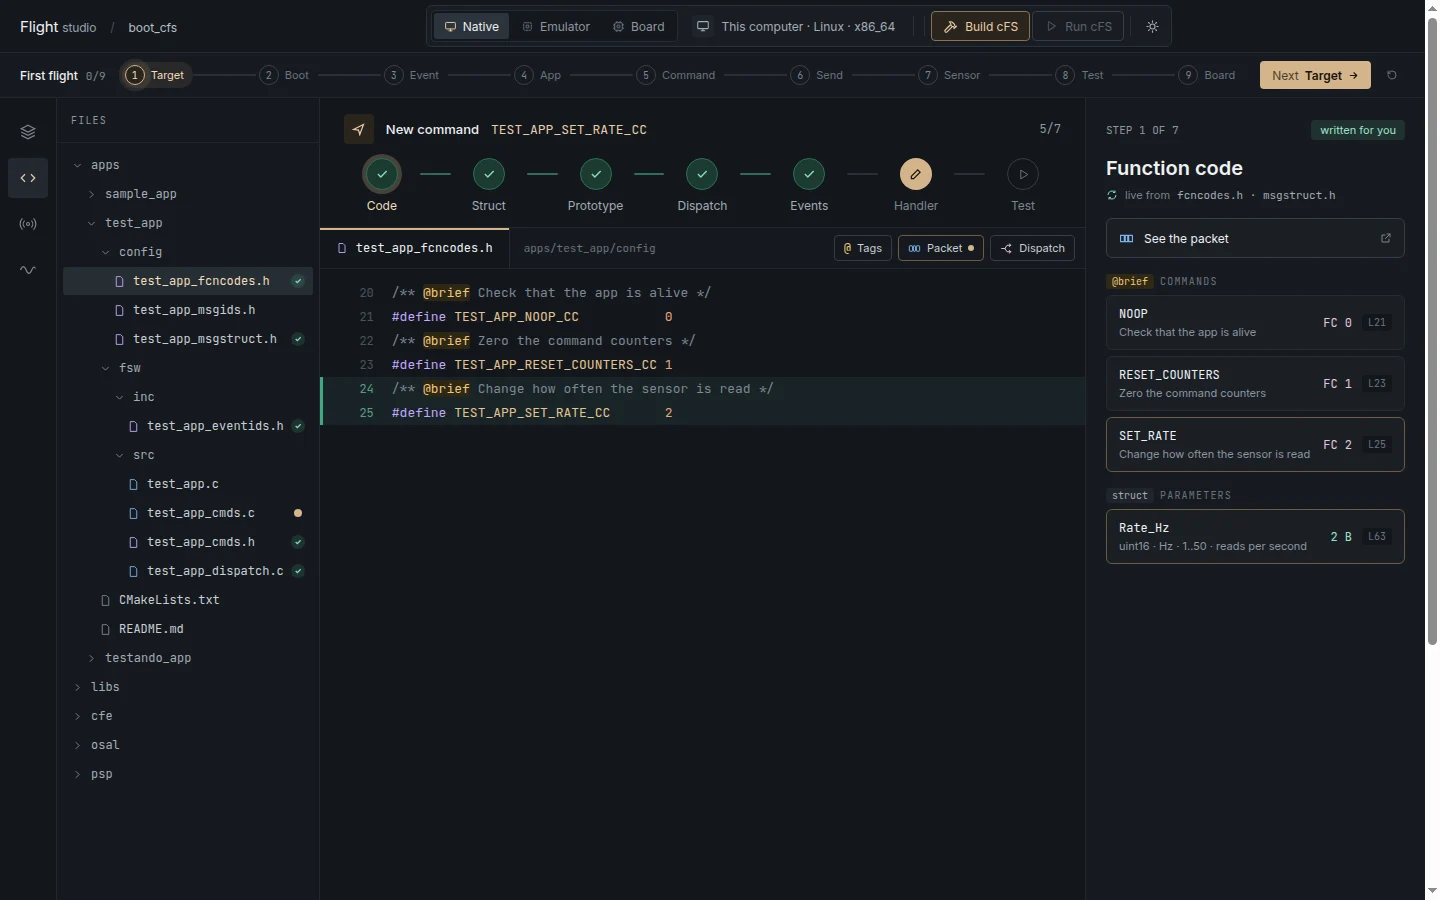 Flight studio / boot_cfs
Native Emulator Board This computer · Linux · x86_64 Build cFS Run cFS
First flight 0/9 1 Target 2 Boot 3 Event 4 App 5 Command 6 Send 7 Sensor 8 Test 9 Board Next Target →
FILES
apps
sample_app
test_app
config
test_app_fcncodes.h
test_app_msgids.h
test_app_msgstruct.h
fsw
inc
test_app_eventids.h
src
test_app.c
test_app_cmds.c
test_app_cmds.h
test_app_dispatch.c
CMakeLists.txt
README.md
testando_app
libs
cfe
osal
psp
New command TEST_APP_SET_RATE_CC 5/7
Code Struct Prototype Dispatch Events Handler Test
test_app_fcncodes.h apps/test_app/config @ Tags Packet Dispatch
20 /** @brief Check that the app is alive */
21 #define TEST_APP_NOOP_CC 0
22 /** @brief Zero the command counters */
23 #define TEST_APP_RESET_COUNTERS_CC 1
24 /** @brief Change how often the sensor is read */
25 #define TEST_APP_SET_RATE_CC 2
STEP 1 OF 7 written for you
Function code
live from fcncodes.h · msgstruct.h
See the packet
@brief COMMANDS
NOOP
Check that the app is alive
FC 0 L21
RESET_COUNTERS
Zero the command counters
FC 1 L23
SET_RATE
Change how often the sensor is read
FC 2 L25
struct PARAMETERS
Rate_Hz
uint16 · Hz · 1..50 · reads per second
2 B L63